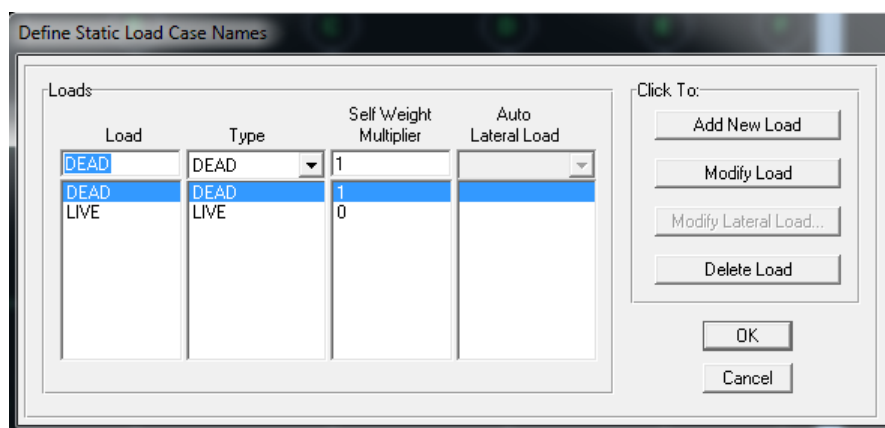 Define Static Load Case Names
Loads
Load Type Self Weight Multiplier Auto Lateral Load
DEAD DEAD 1
DEAD DEAD 1
LIVE LIVE 0
Click To:
Add New Load
Modify Load
Modify Lateral Load...
Delete Load
OK
Cancel